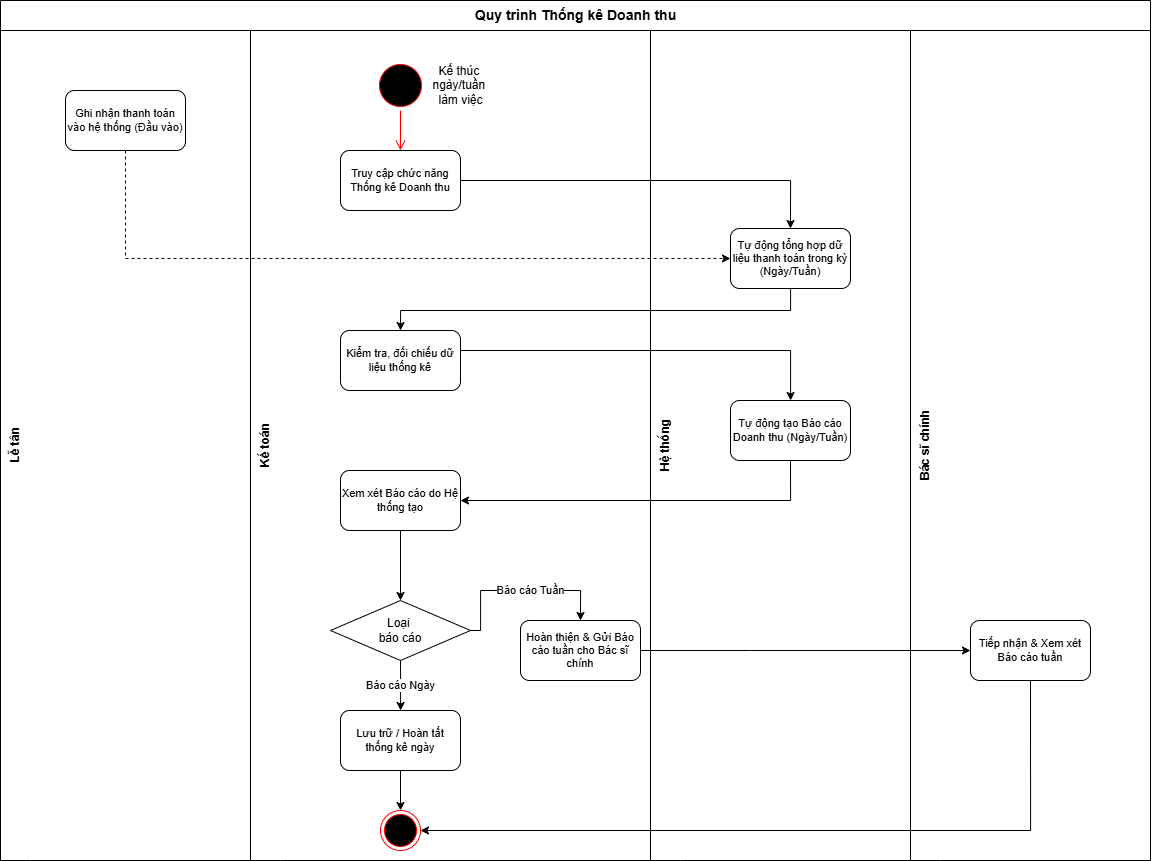 Quy trình Thống kê Doanh thu
Kế thúc
ngày/tuần
làm việc
Ghi nhận thanh toán
vào hệ thống (Đầu vào)
Truy cập chức năng
Thống kê Doanh thu
Tự động tổng hợp dữ
liệu thanh toán trong kỳ
(Ngày/Tuần)
Kiểm tra, đối chiếu dữ
liệu thống kê
Tự động tạo Báo cáo
Doanh thu (Ngày/Tuần)
Lễ tân
Kế toán
Hệ thống
Bác sĩ chính
Xem xét Báo cáo do Hệ
thống tạo
Báo cáo Tuần
Loại
báo cáo
Hoàn thiện & Gửi Báo
cáo tuần cho Bác sĩ
chính
Tiếp nhận & Xem xét
Báo cáo tuần
Báo cáo Ngày
Lưu trữ / Hoàn tất
thống kê ngày